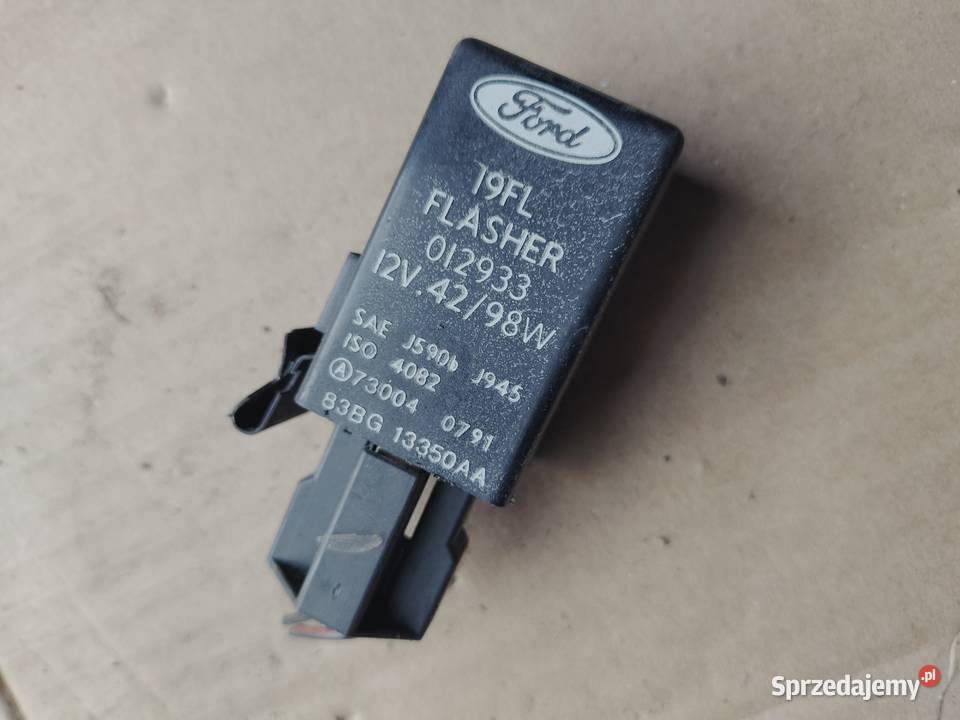 Ford
19FL
FLASHER
012933
12V.42/98W
SAE J590b J945
ISO 4082
Ⓐ73004 0791
83BG 13350AA
Sprzedajemy.pl